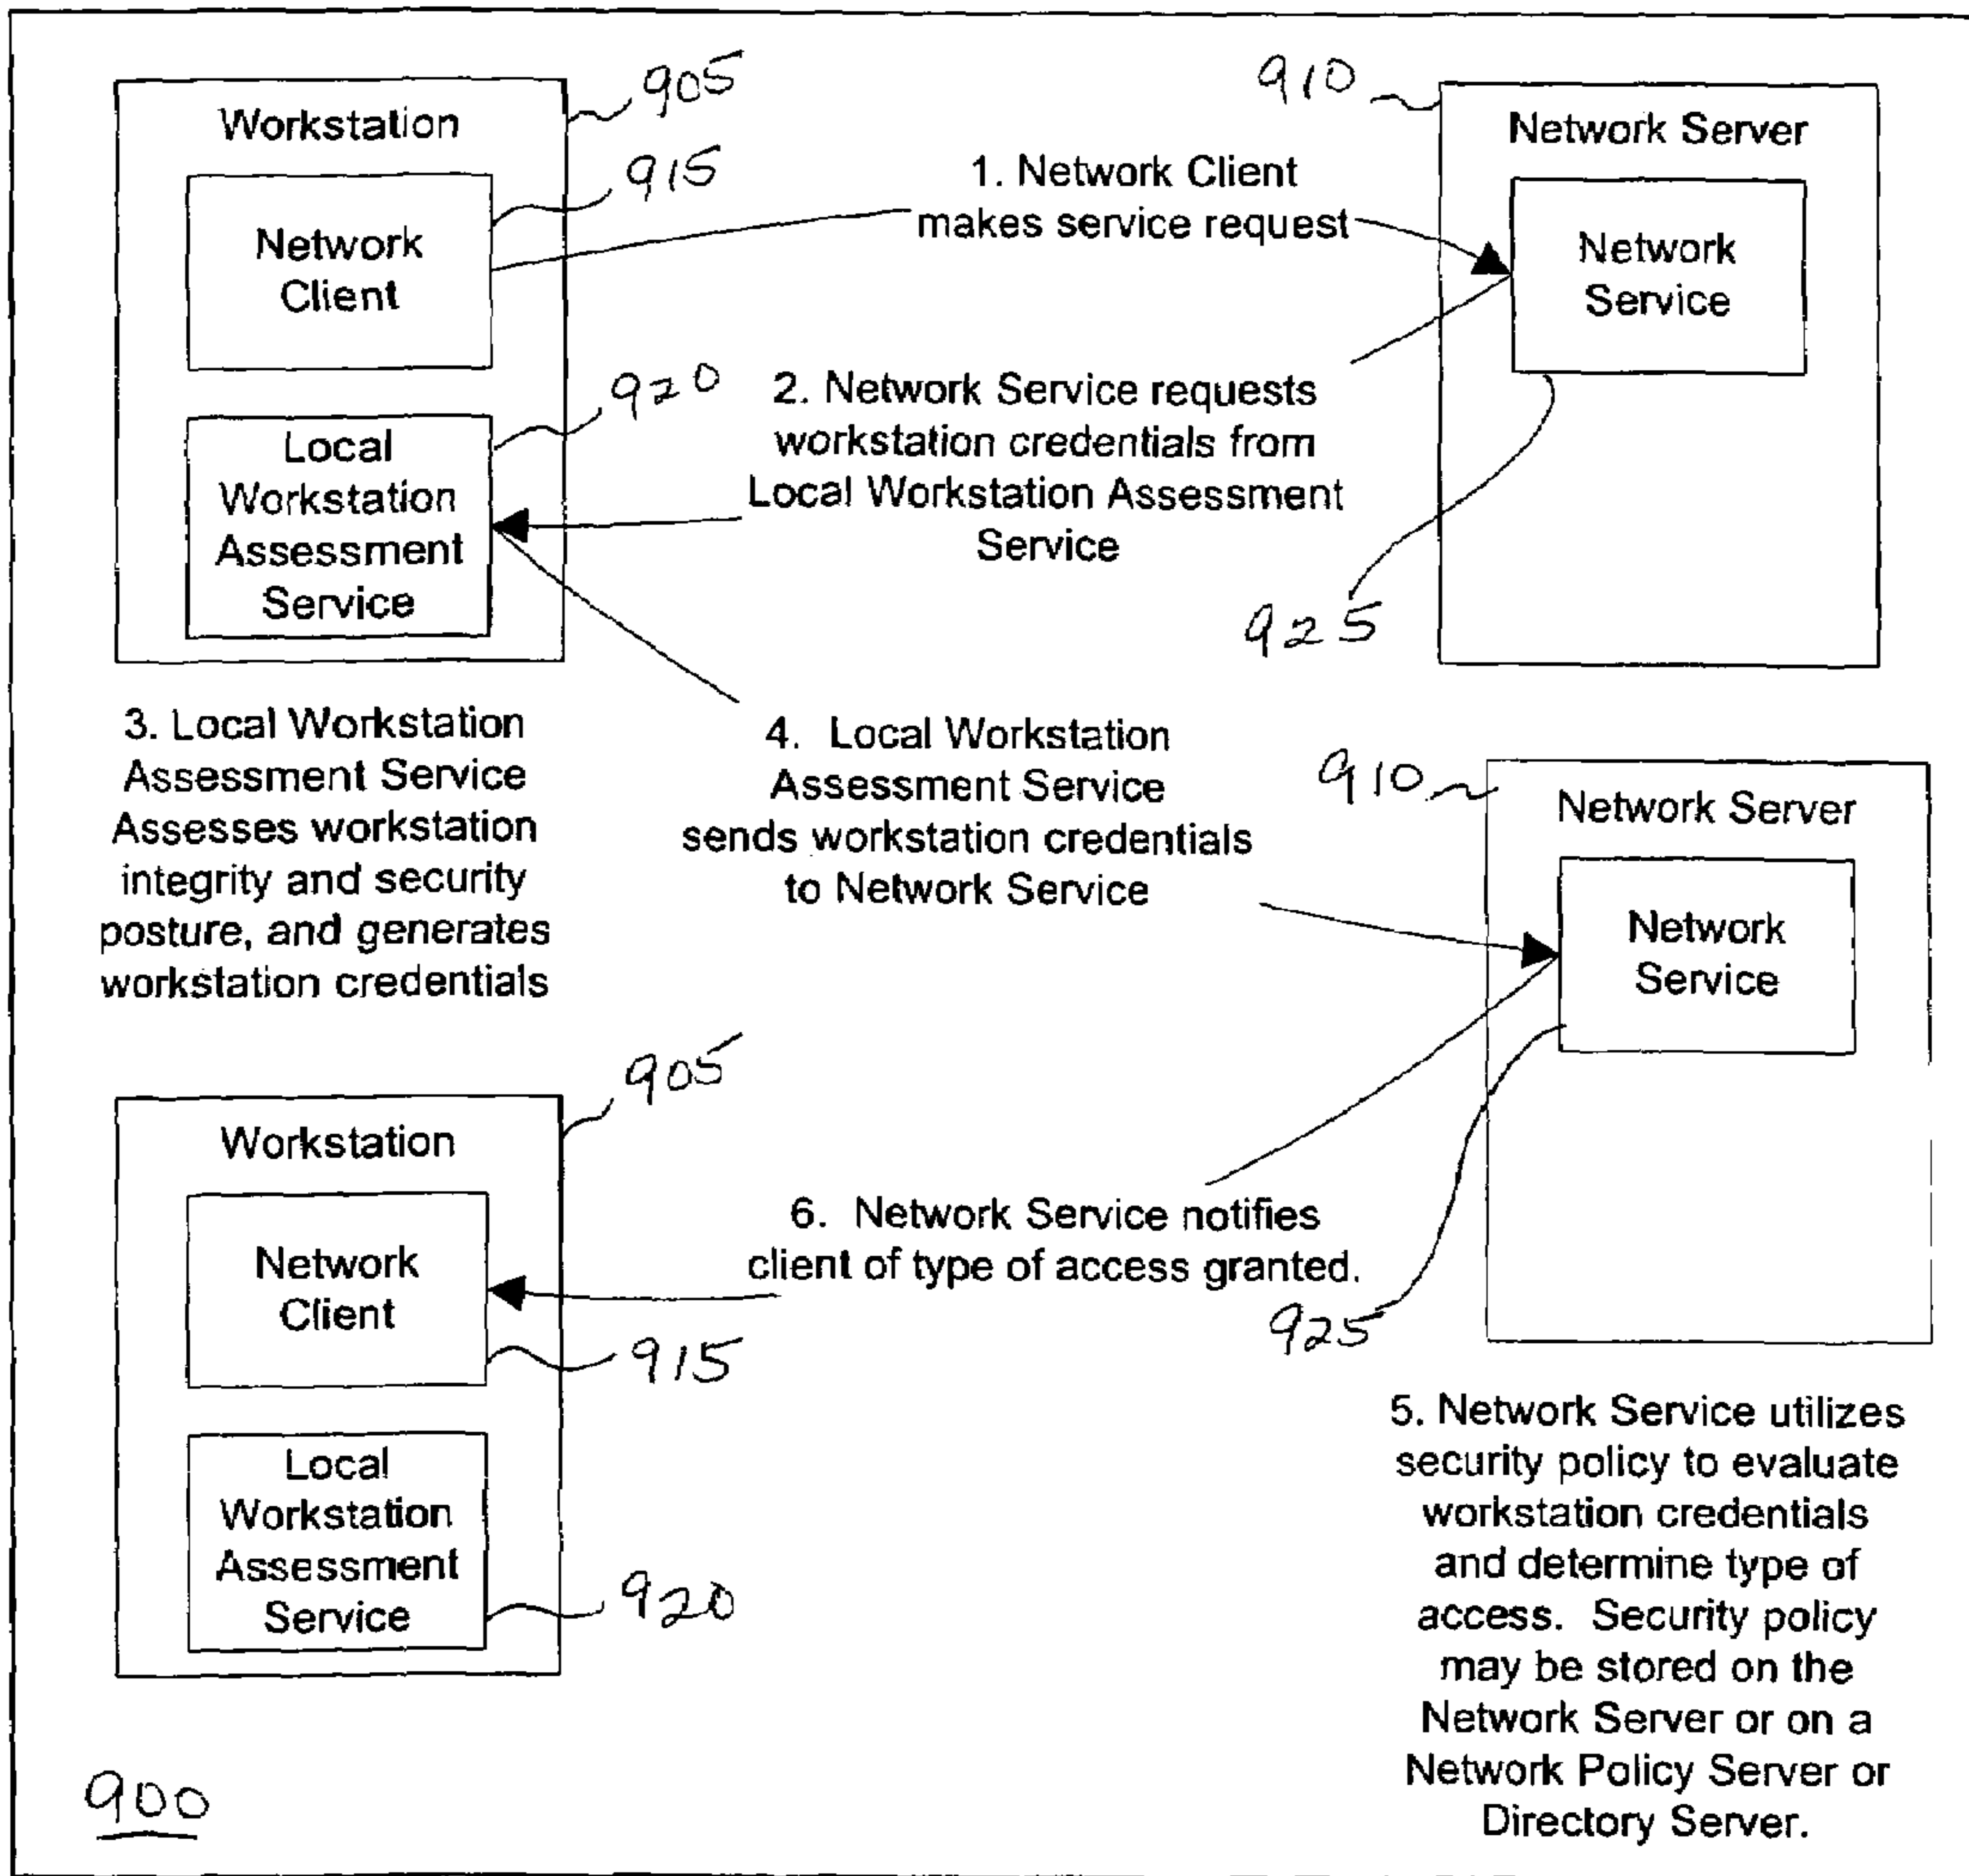 Workstation
905
Network
Client
915
Local
Workstation
Assessment
Service
920
910
Network Server
Network
Service
925
1. Network Client
makes service request
2. Network Service requests
workstation credentials from
Local Workstation Assessment
Service
3. Local Workstation
Assessment Service
Assesses workstation
integrity and security
posture, and generates
workstation credentials
4. Local Workstation
Assessment Service
sends workstation credentials
to Network Service
910
Network Server
Network
Service
925
905
Workstation
Network
Client
915
Local
Workstation
Assessment
Service
920
6. Network Service notifies
client of type of access granted.
5. Network Service utilizes
security policy to evaluate
workstation credentials
and determine type of
access. Security policy
may be stored on the
Network Server or on a
Network Policy Server or
Directory Server.
900